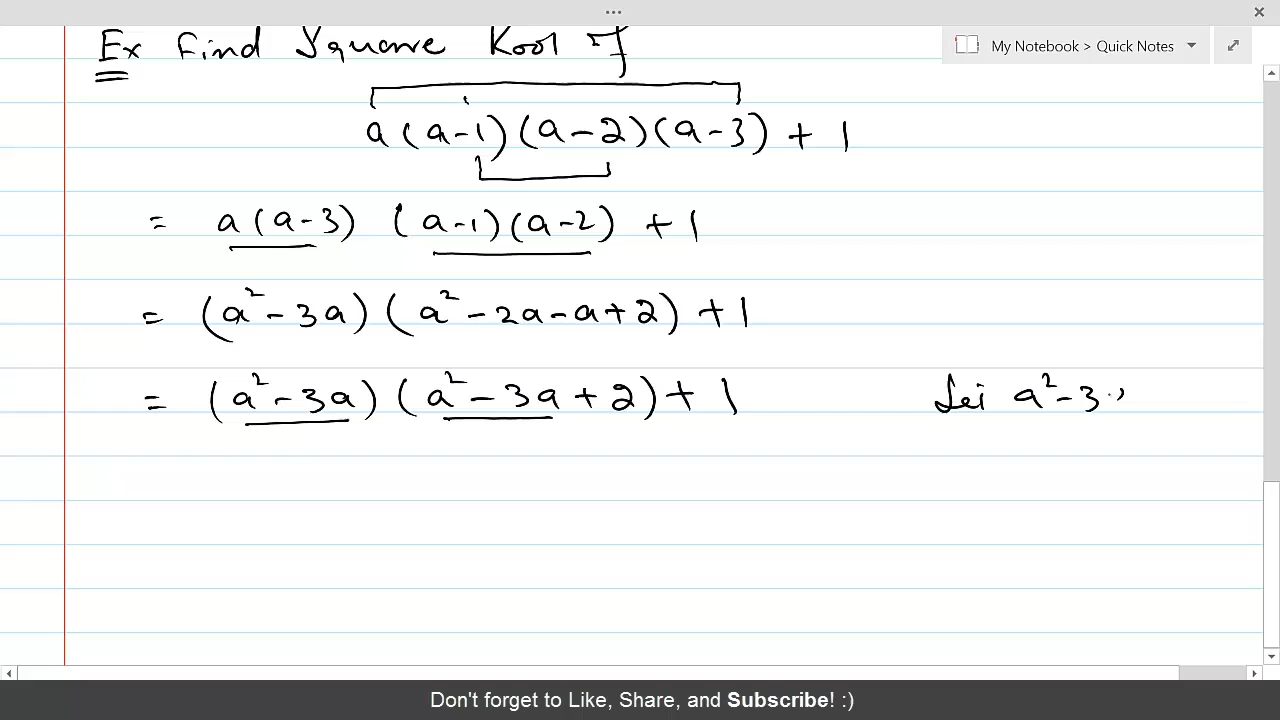 ...
My Notebook > Quick Notes
Ex Find Square Root of
a(a-1)(a-2)(a-3) + 1
= a(a-3) (a-1)(a-2) + 1
= (a²-3a)(a²-2a-a+2)+1
= (a²-3a)(a²-3a+2)+1
Let a²-3
Don't forget to Like, Share, and Subscribe! :)